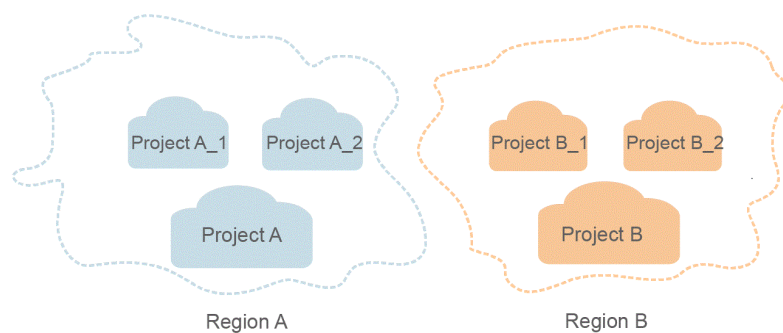 Project A_1
Project A_2
Project A
Region A
Project B_1
Project B_2
Project B
Region B